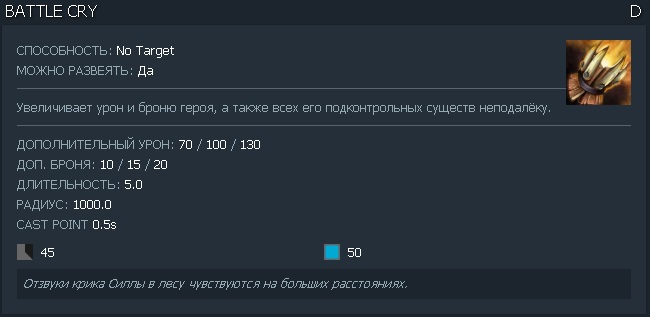 BATTLE CRY D
СПОСОБНОСТЬ: No Target
МОЖНО РАЗВЕЯТЬ: Да
Увеличивает урон и броню героя, а также всех его подконтрольных существ неподалёку.
ДОПОЛНИТЕЛЬНЫЙ УРОН: 70 / 100 / 130
ДОП. БРОНЯ: 10 / 15 / 20
ДЛИТЕЛЬНОСТЬ: 5.0
РАДИУС: 1000.0
CAST POINT 0.5s
45 50
Отзвуки крика Силлы в лесу чувствуются на больших расстояниях.